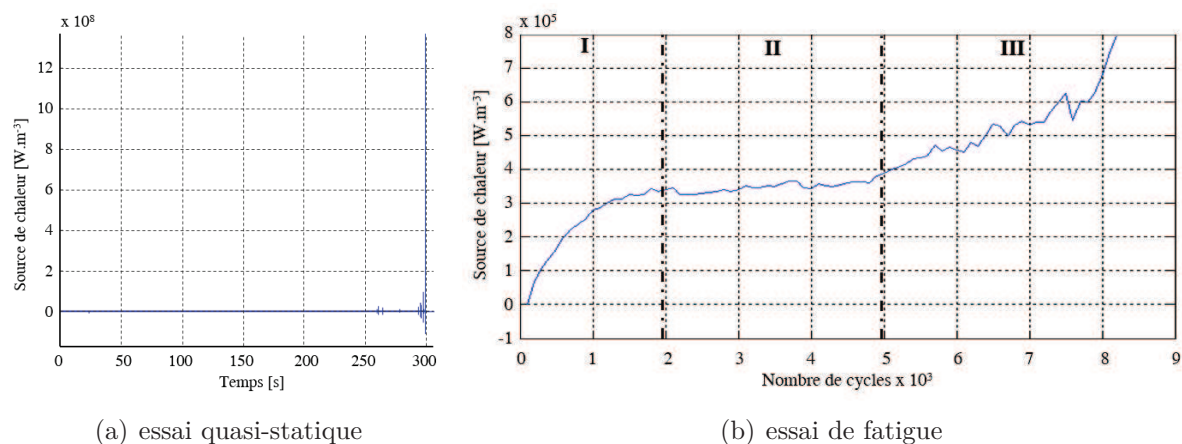 x 10⁸
12
10
8
6
4
2
0
Source de chaleur [W.m⁻³]
0 50 100 150 200 250 300
Temps [s]
(a) essai quasi-statique
x 10⁵
8
7
6
5
4
3
2
1
0
-1
Source de chaleur [W.m⁻³]
I II III
0 1 2 3 4 5 6 7 8 9
Nombre de cycles x 10³
(b) essai de fatigue